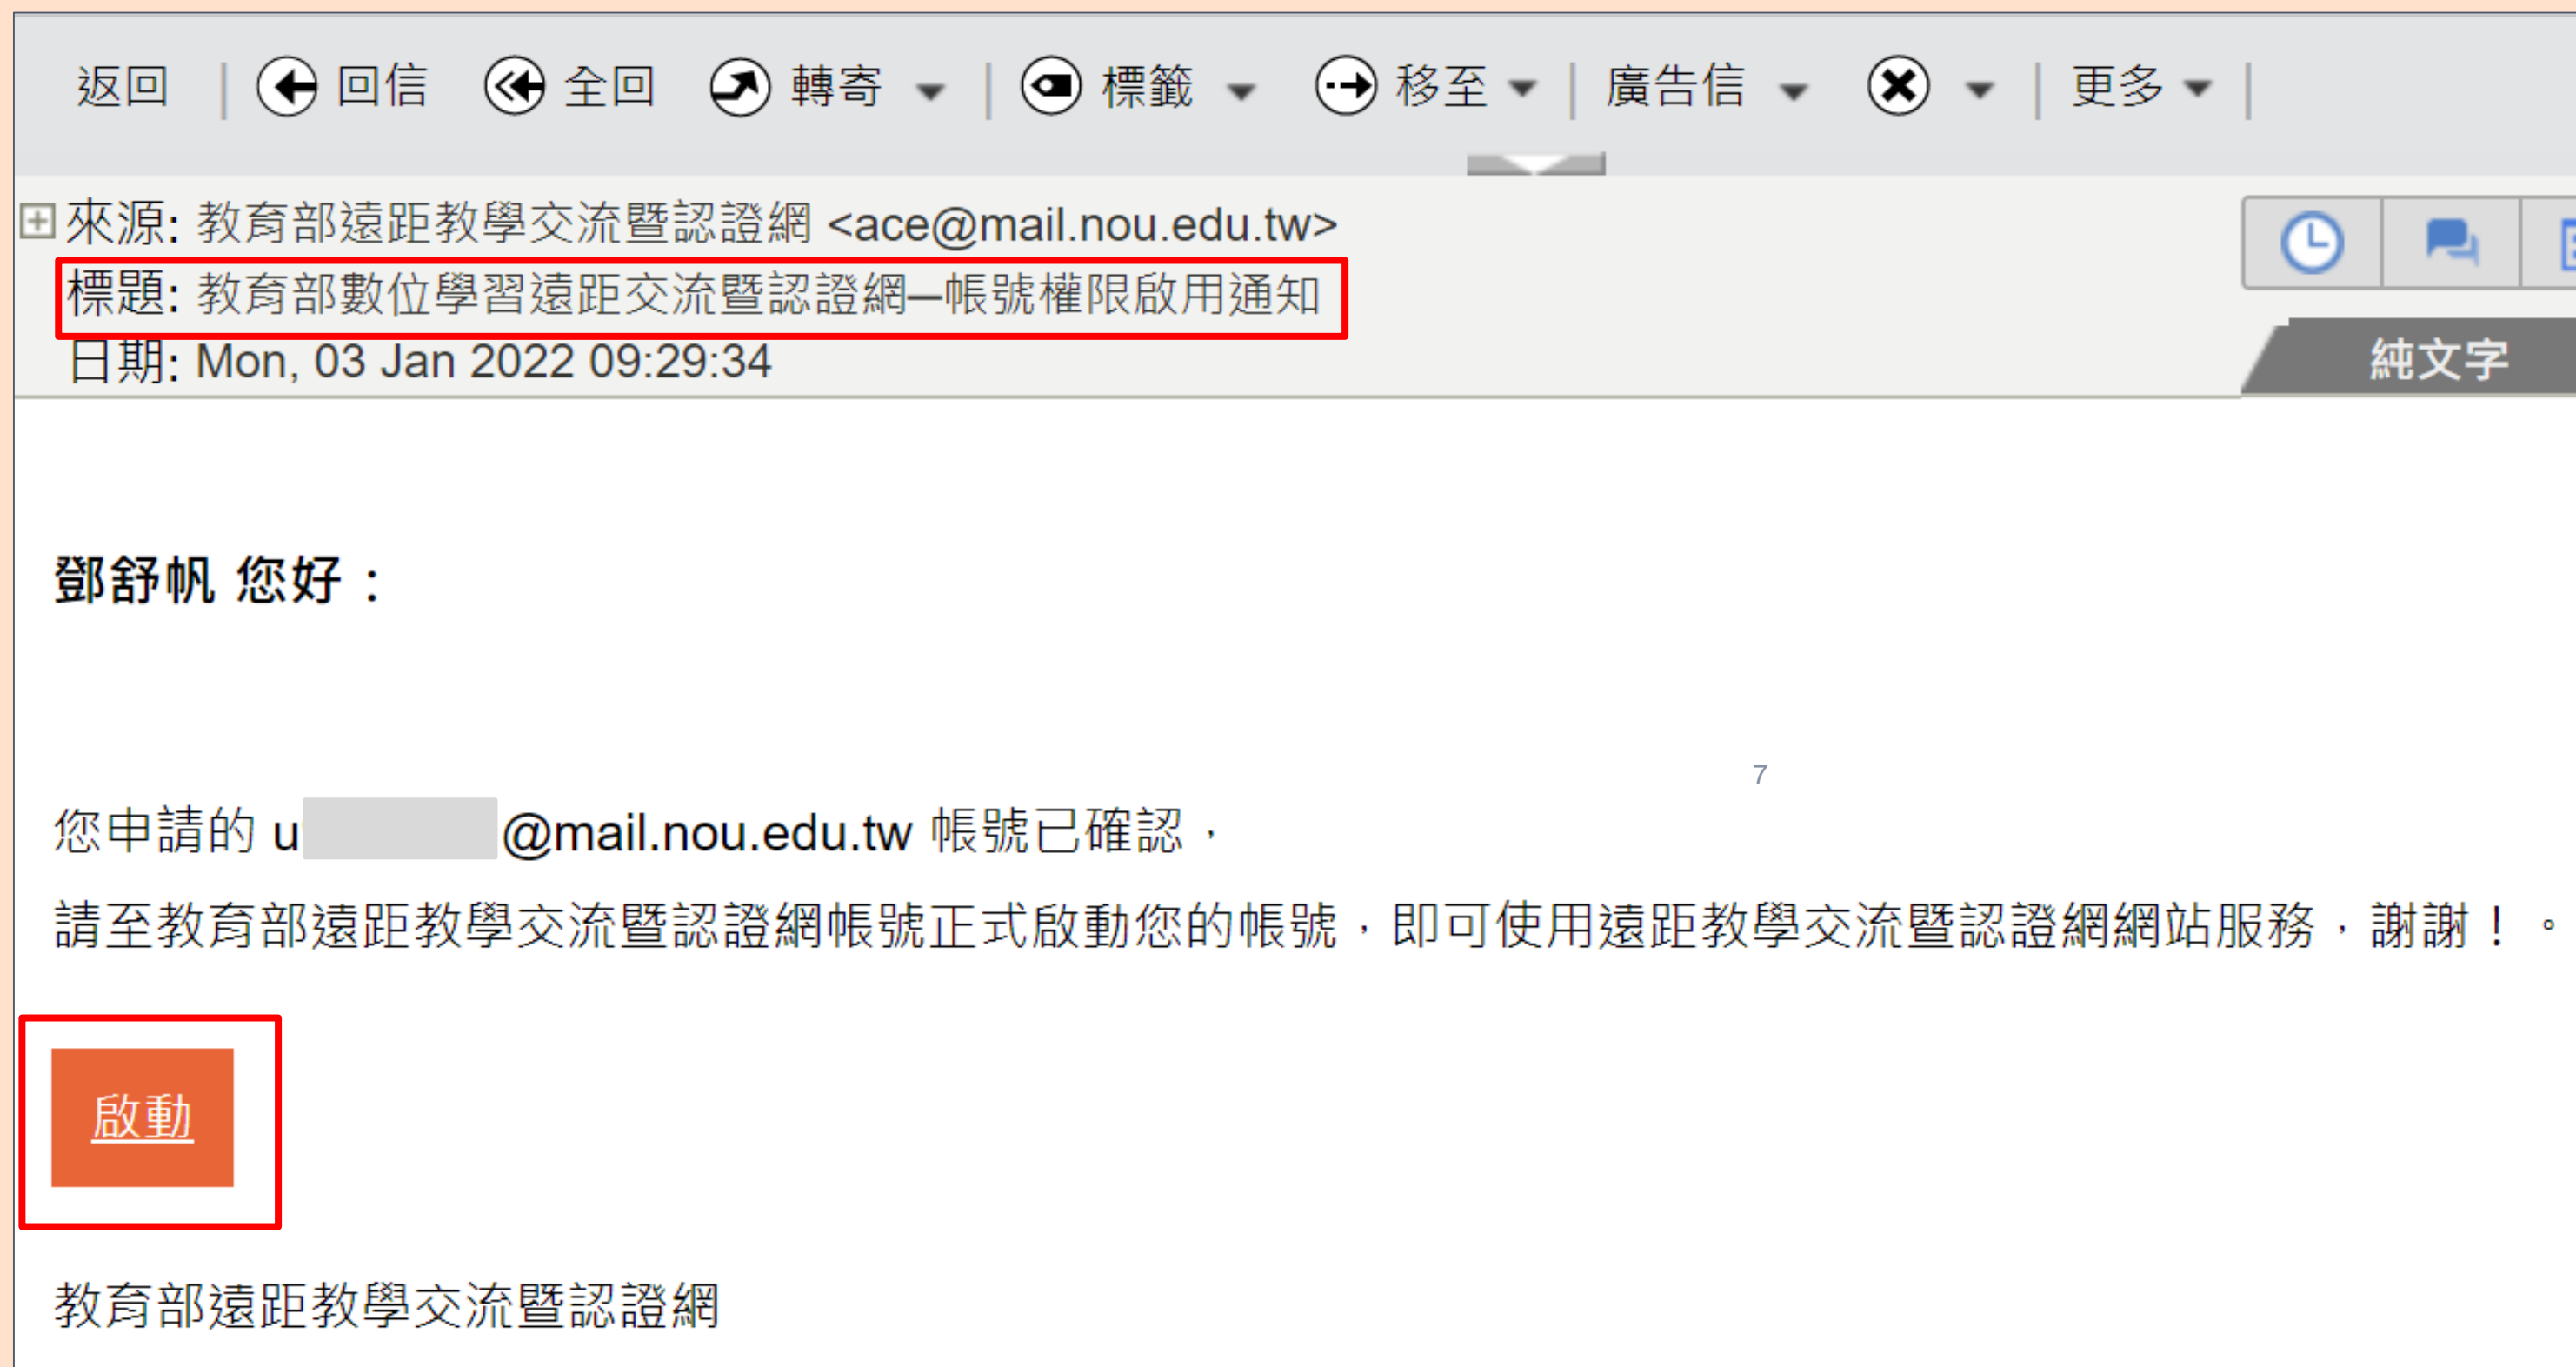 返回 | 回信 全回 轉寄 | 標籤 移至 | 廣告信 | 更多 |
來源: 教育部遠距教學交流暨認證網 <ace@mail.nou.edu.tw>
標題: 教育部數位學習遠距交流暨認證網—帳號權限啟用通知
日期: Mon, 03 Jan 2022 09:29:34
純文字
鄧舒帆 您好：
7
您申請的 u @mail.nou.edu.tw 帳號已確認，
請至教育部遠距教學交流暨認證網帳號正式啟動您的帳號，即可使用遠距教學交流暨認證網網站服務，謝謝！。
啟動
教育部遠距教學交流暨認證網